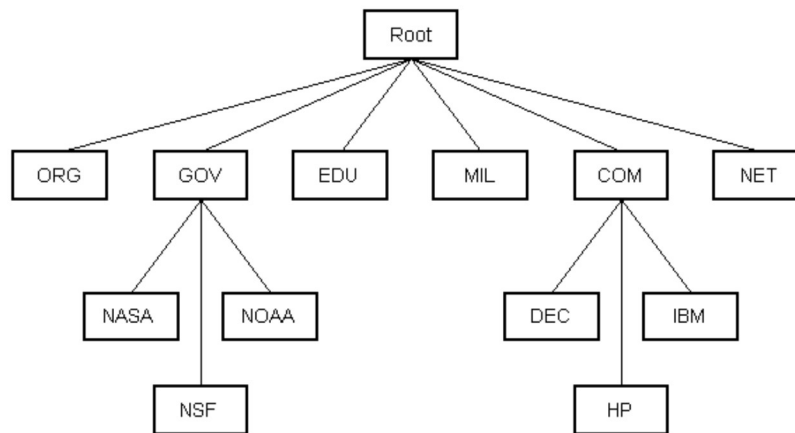 Root
ORG GOV EDU MIL COM NET
NASA NOAA DEC IBM
NSF HP